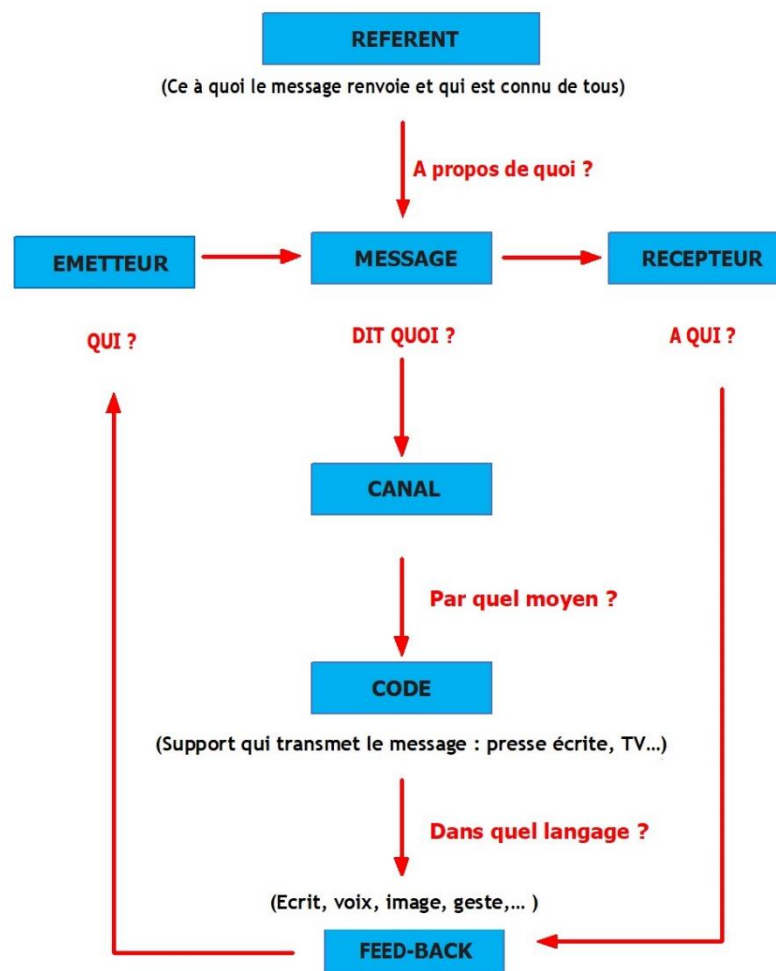 REFERENT
(Ce à quoi le message renvoie et qui est connu de tous)
A propos de quoi ?
EMETTEUR
MESSAGE
RECEPTEUR
QUI ?
DIT QUOI ?
A QUI ?
CANAL
Par quel moyen ?
CODE
(Support qui transmet le message : presse écrite, TV...)
Dans quel langage ?
(Ecrit, voix, image, geste,... )
FEED-BACK